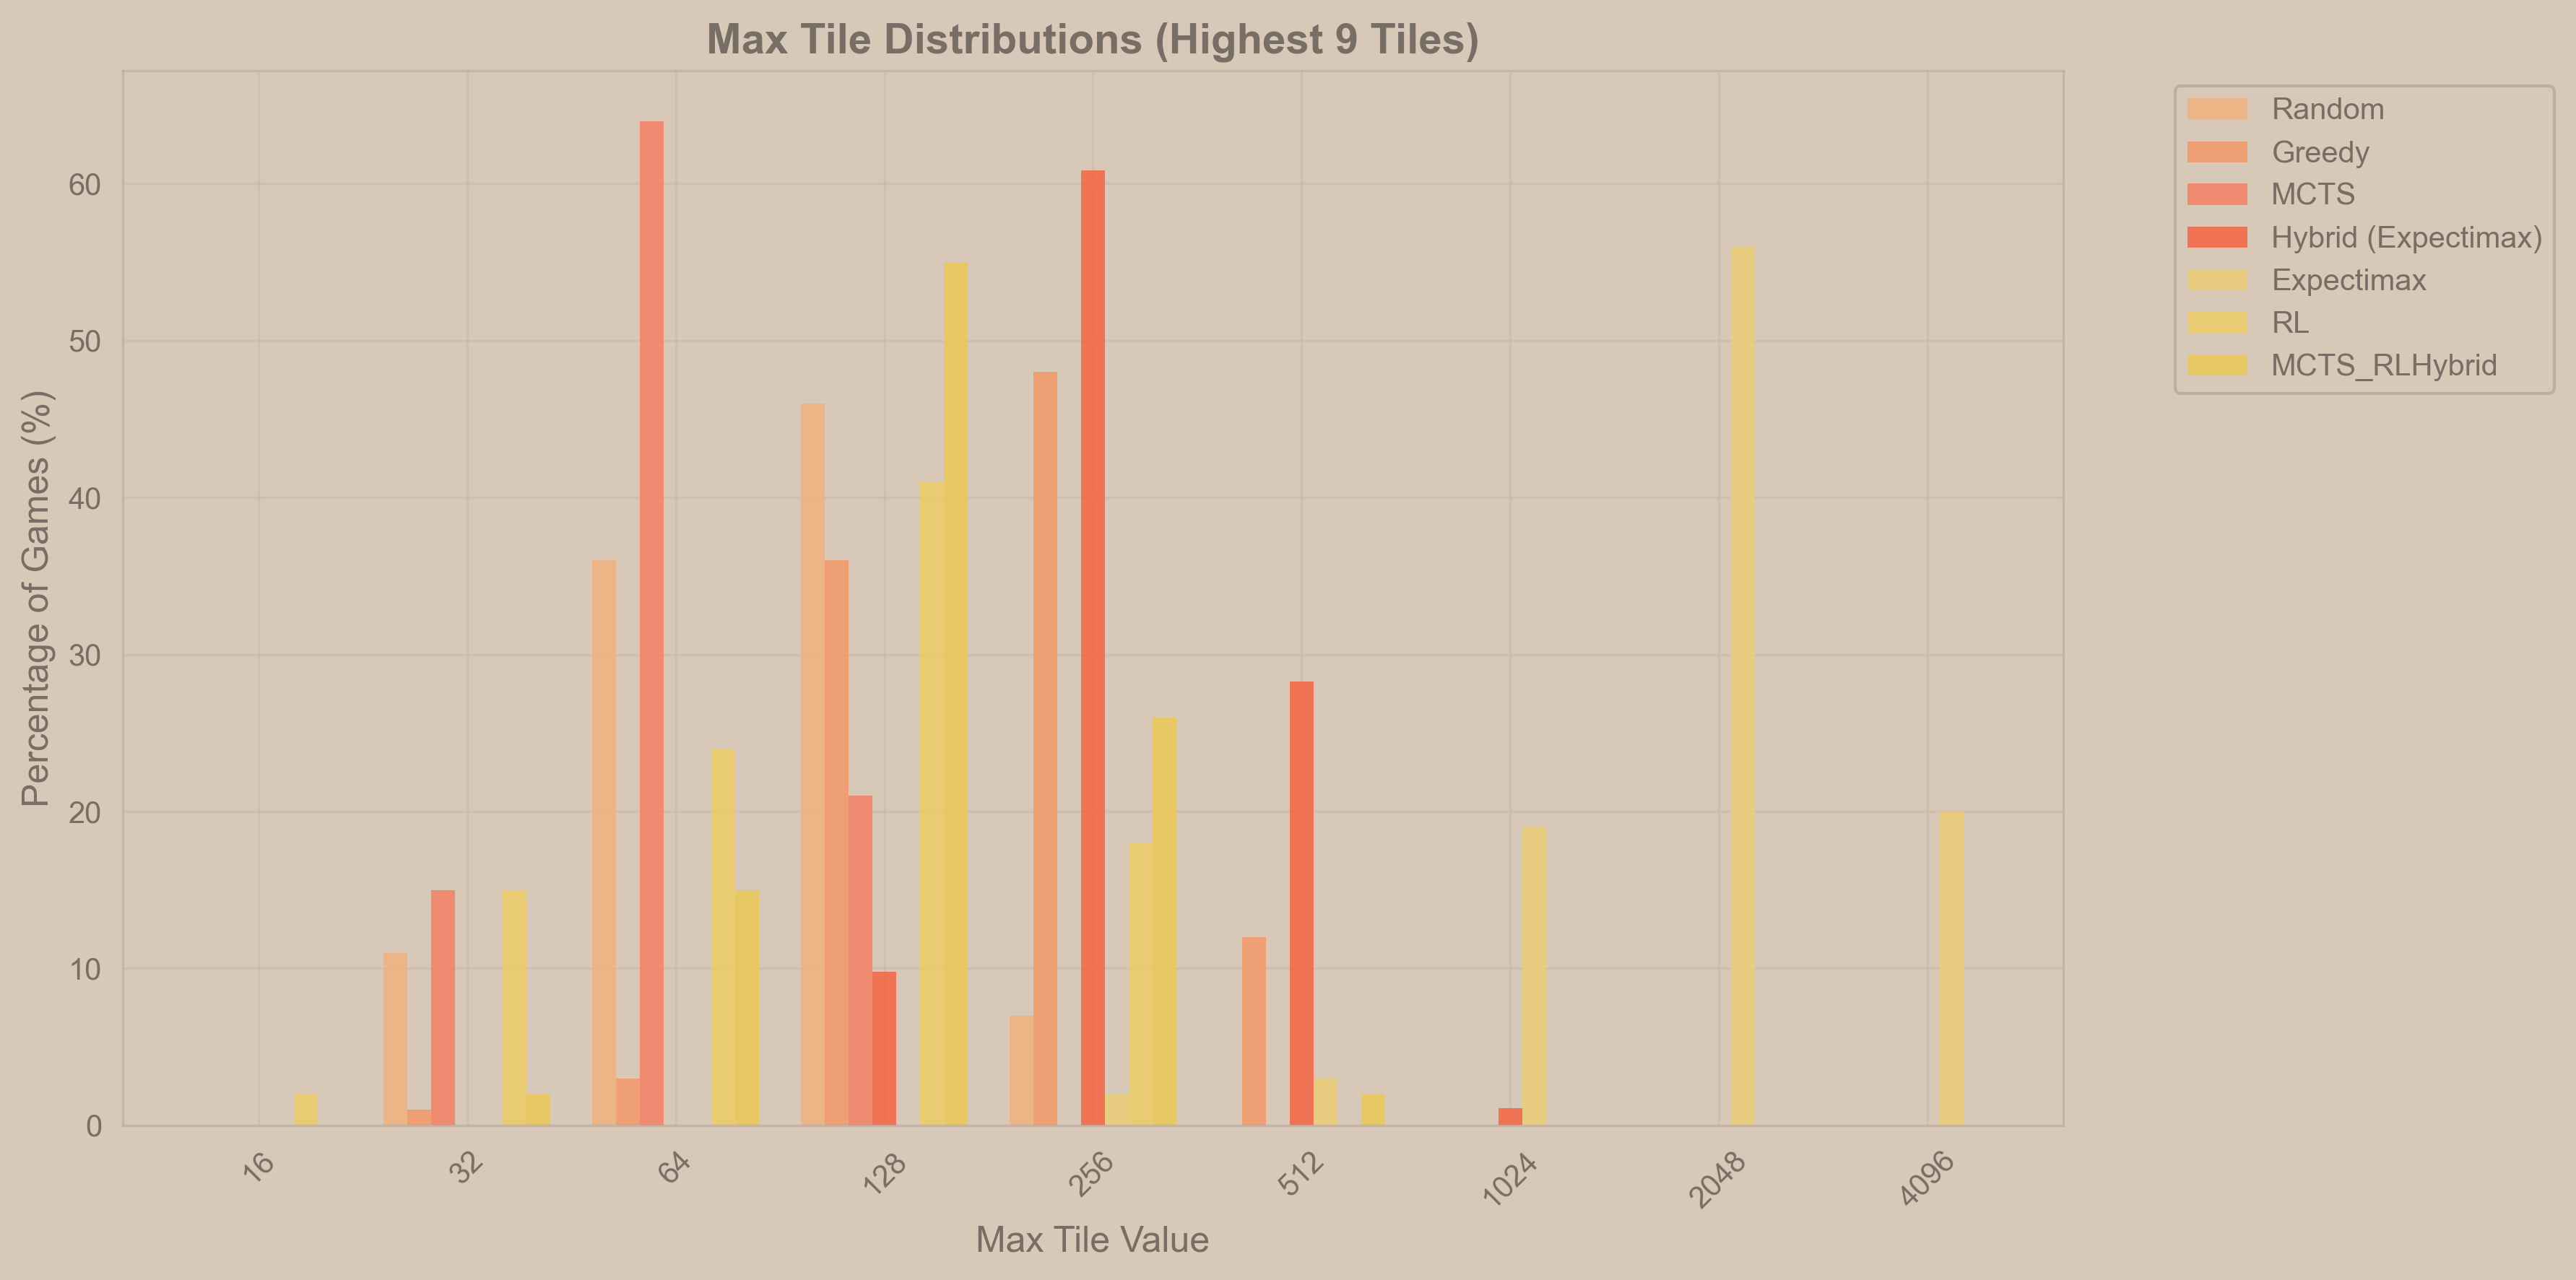 Max Tile Distributions (Highest 9 Tiles)
Random
Greedy
MCTS
Hybrid (Expectimax)
Expectimax
RL
MCTS_RLHybrid
Percentage of Games (%)
60
50
40
30
20
10
0
16
32
64
128
256
512
1024
2048
4096
Max Tile Value